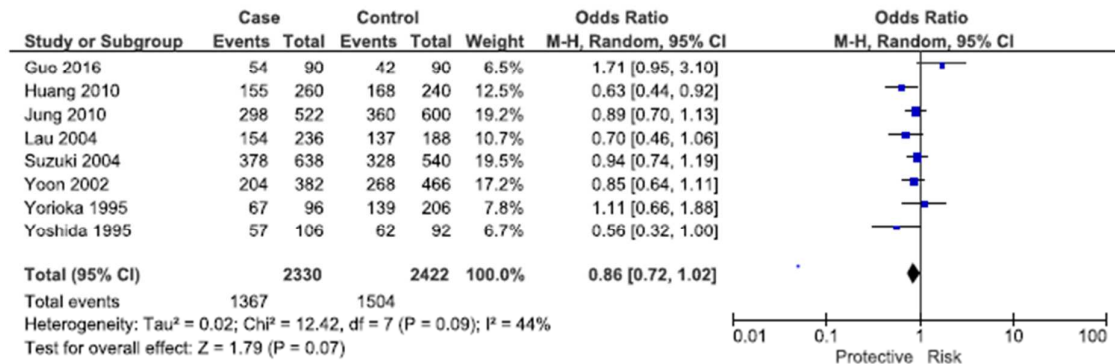 Case Control Odds Ratio Odds Ratio
Study or Subgroup Events Total Events Total Weight M-H, Random, 95% CI M-H, Random, 95% CI
Guo 2016 54 90 42 90 6.5% 1.71 [0.95, 3.10]
Huang 2010 155 260 168 240 12.5% 0.63 [0.44, 0.92]
Jung 2010 298 522 360 600 19.2% 0.89 [0.70, 1.13]
Lau 2004 154 236 137 188 10.7% 0.70 [0.46, 1.06]
Suzuki 2004 378 638 328 540 19.5% 0.94 [0.74, 1.19]
Yoon 2002 204 382 268 466 17.2% 0.85 [0.64, 1.11]
Yorioka 1995 67 96 139 206 7.8% 1.11 [0.66, 1.88]
Yoshida 1995 57 106 62 92 6.7% 0.56 [0.32, 1.00]
Total (95% CI) 2330 2422 100.0% 0.86 [0.72, 1.02]
Total events 1367 1504
Heterogeneity: Tau² = 0.02; Chi² = 12.42, df = 7 (P = 0.09); I² = 44%
Test for overall effect: Z = 1.79 (P = 0.07)
0.01 0.1 1 10 100
Protective Risk